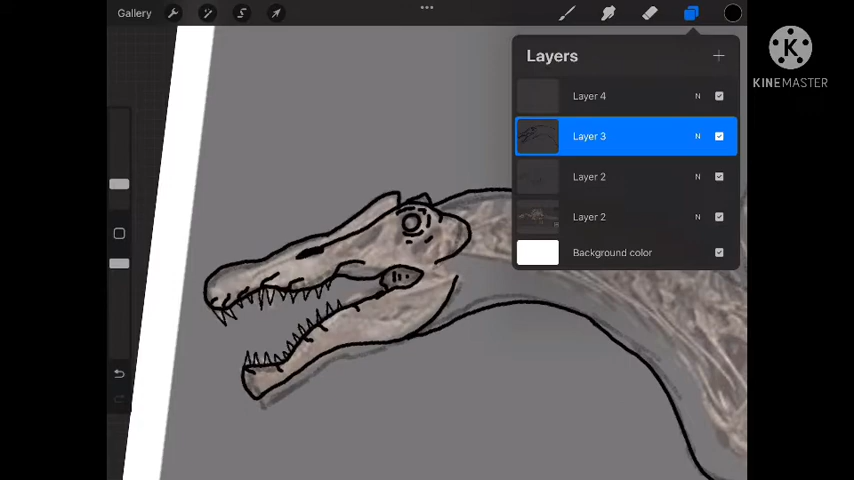 Gallery
Layers
Layer 4 N
Layer 3 N
Layer 2 N
Layer 2 N
Background color
K
KINEMASTER